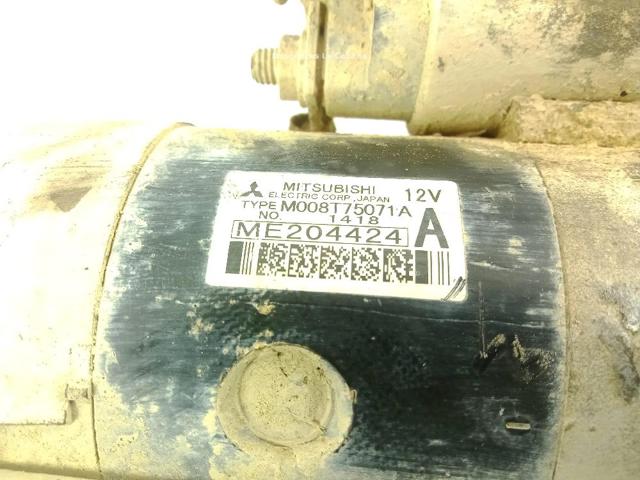 MITSUBISHI 12V
ELECTRIC CORP., JAPAN
TYPE M008T75071A
NO. 1418
ME204424 A